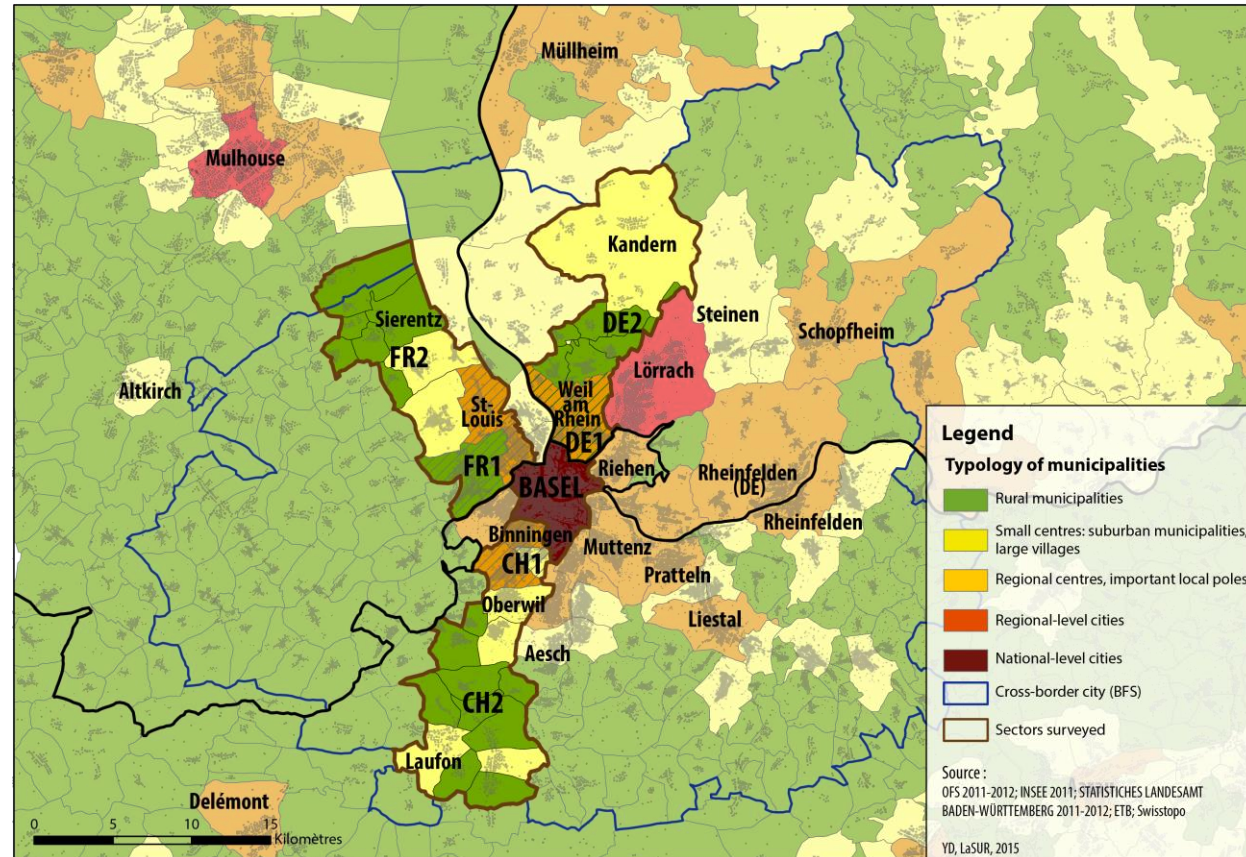 Müllheim
Mulhouse
Kandern
Steinen
Sierentz
DE2
Schopfheim
FR2
Lörrach
Altkirch
St-
Louis
Weil
am
Rhein
DE1
FR1
Riehen
BASEL
Rheinfelden
(DE)
Rheinfelden
Binningen
Muttenz
CH1
Pratteln
Oberwil
Liestal
Aesch
CH2
Laufon
Delémont
0 5 10 15
Kilomètres
Legend
Typology of municipalities
Rural municipalities
Small centres: suburban municipalities,
large villages
Regional centres, important local poles
Regional-level cities
National-level cities
Cross-border city (BFS)
Sectors surveyed
Source :
OFS 2011-2012; INSEE 2011; STATISTICHES LANDESAMT
BADEN-WÜRTTEMBERG 2011-2012; ETB; Swisstopo
YD, LaSUR, 2015